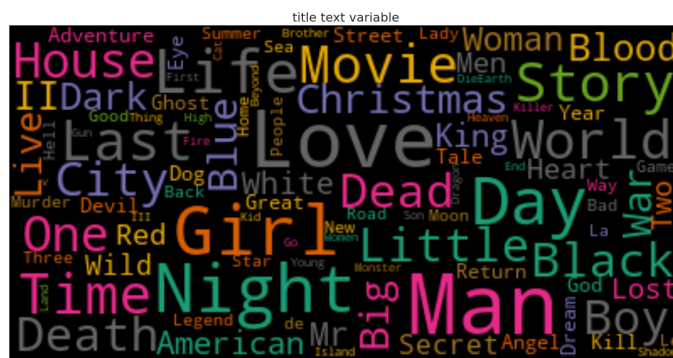 title text variable
Adventure Summer Brother Street Lady Woman Blood
House Eye Cat Sea Movie Men
Life First Beyond DieEarth Story
II Dark Ghost Home People Christmas Killer Year
Good Thing High Heaven
Live Hell Gun Last Fire Blue Love King World
Tale End Heart Game
City Dog White Dead Dragon Way
Back Great Day Bad War Two
Murder Devil III Kid Road Son Moon
One Red Girl New Women La
Go Little Black
Three Wild Star Young Monster Return God Lost
Time Land Night Big Man Dream Boy
Legend de Mr
Death American Island Secret Angel Kill Shadow